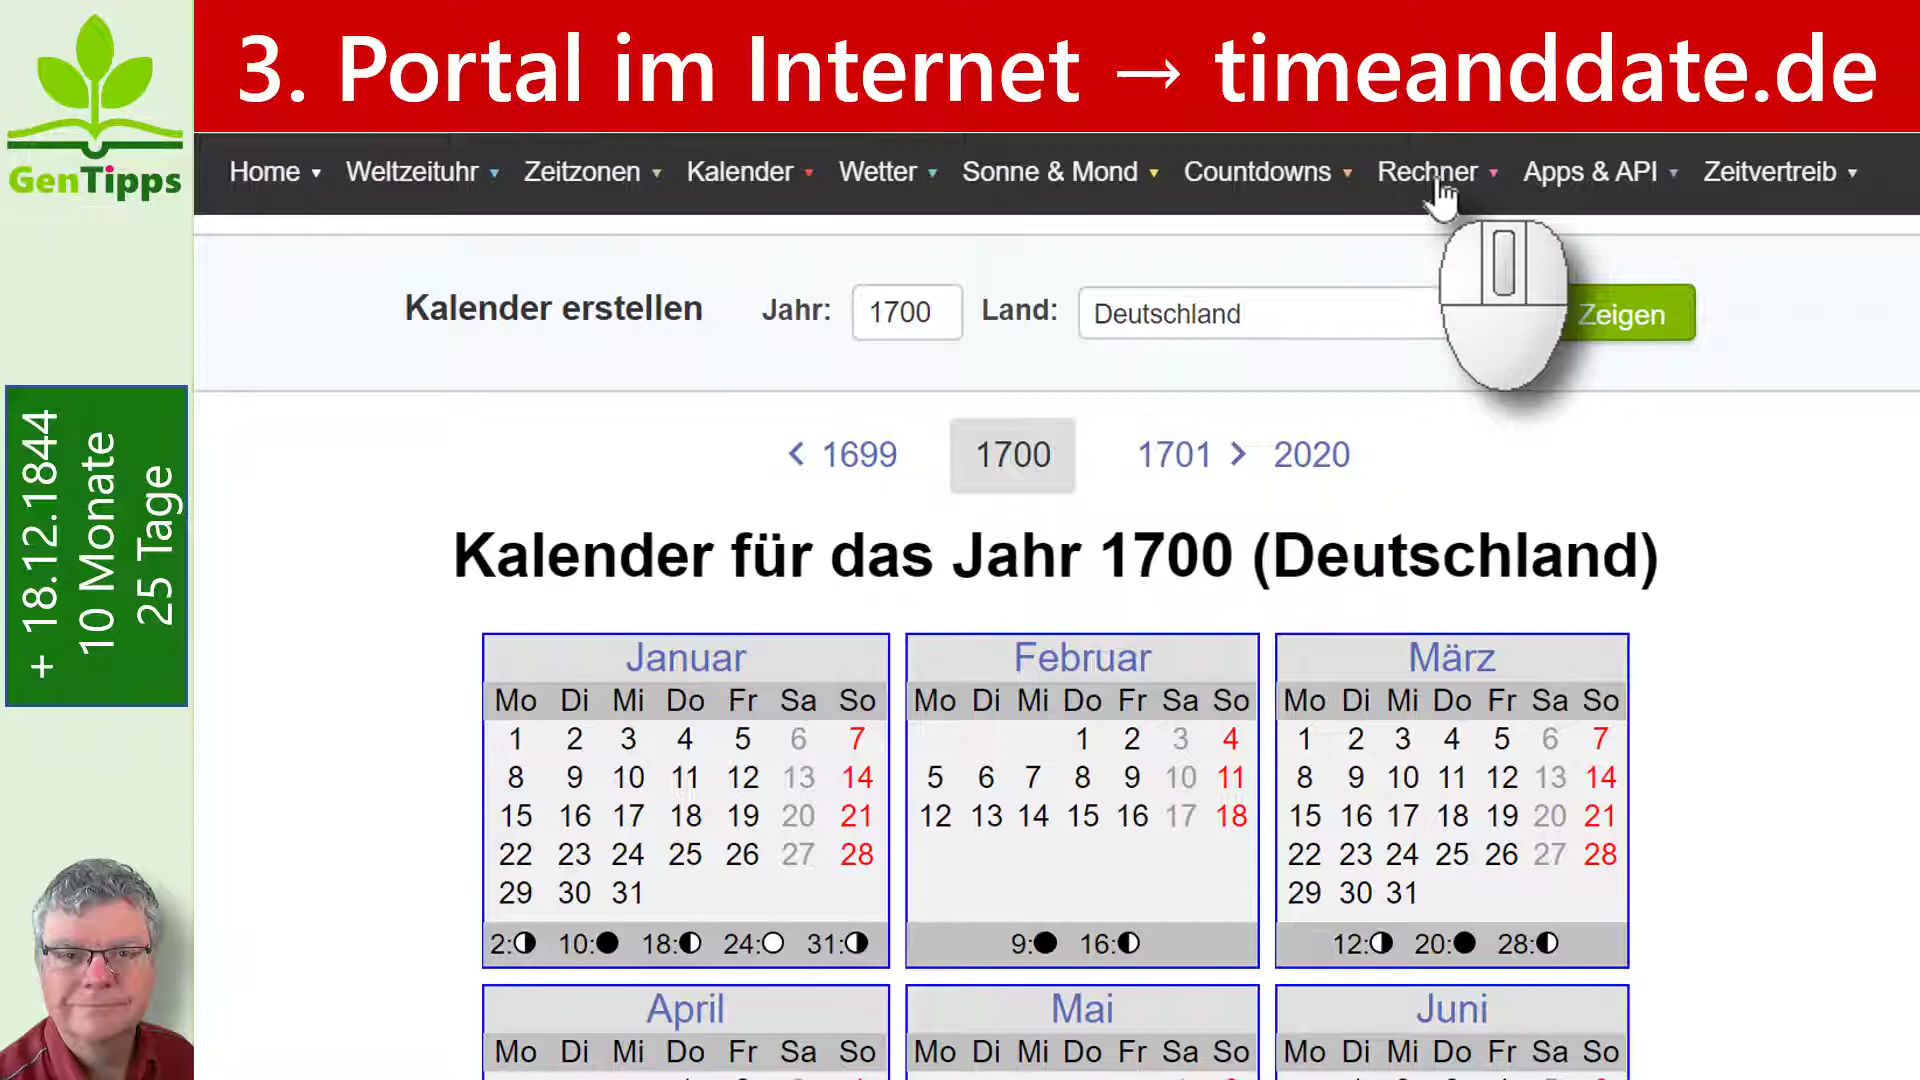 3. Portal im Internet → timeanddate.de
GenTipps
Home Weltzeituhr Zeitzonen Kalender Wetter Sonne & Mond Countdowns Rechner Apps & API Zeitvertreib
Kalender erstellen Jahr: 1700 Land: Deutschland Zeigen
+ 18.12.1844
10 Monate
25 Tage
< 1699 1700 1701 > 2020
Kalender für das Jahr 1700 (Deutschland)
Januar
Mo Di Mi Do Fr Sa So
1 2 3 4 5 6 7
8 9 10 11 12 13 14
15 16 17 18 19 20 21
22 23 24 25 26 27 28
29 30 31
2: 10: 18: 24: 31:
Februar
Mo Di Mi Do Fr Sa So
1 2 3 4
5 6 7 8 9 10 11
12 13 14 15 16 17 18
9: 16:
März
Mo Di Mi Do Fr Sa So
1 2 3 4 5 6 7
8 9 10 11 12 13 14
15 16 17 18 19 20 21
22 23 24 25 26 27 28
29 30 31
12: 20: 28:
April
Mo Di Mi Do Fr Sa So
Mai
Mo Di Mi Do Fr Sa So
Juni
Mo Di Mi Do Fr Sa So